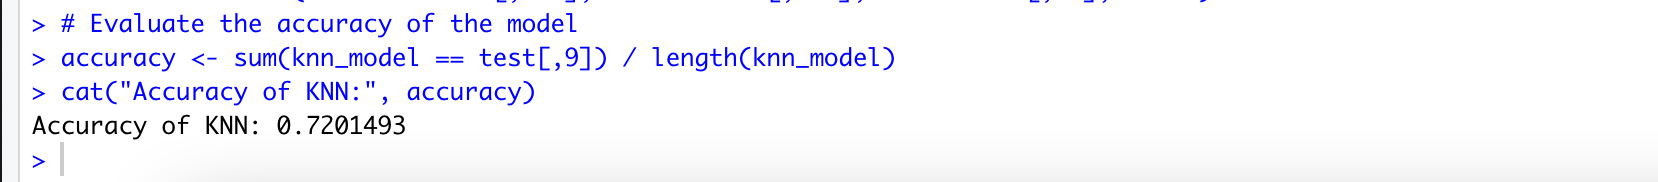 > # Evaluate the accuracy of the model
> accuracy <- sum(knn_model == test[,9]) / length(knn_model)
> cat("Accuracy of KNN:", accuracy)
Accuracy of KNN: 0.7201493
>